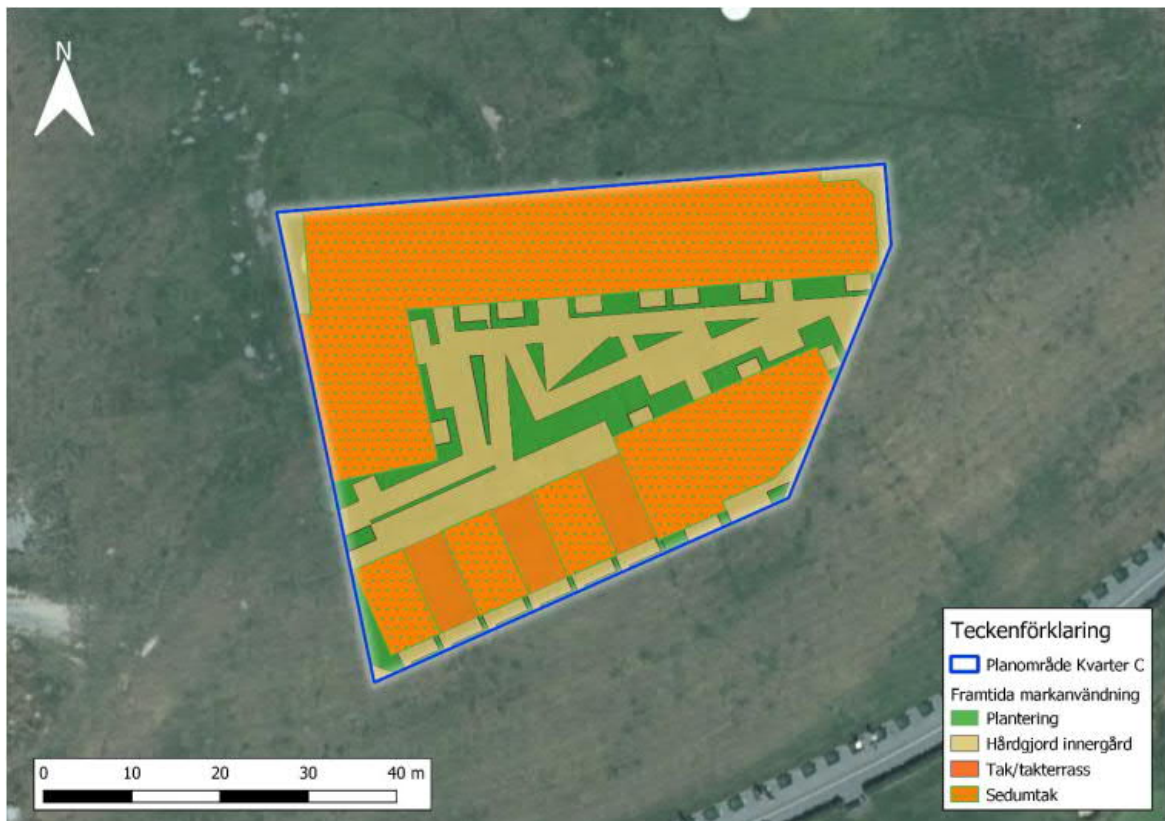 N
Teckenförklaring
Planområde Kvarter C
Framtida markanvändning
Plantering
Hårdgjord innergård
Tak/takterrass
Sedumtak
0 10 20 30 40 m